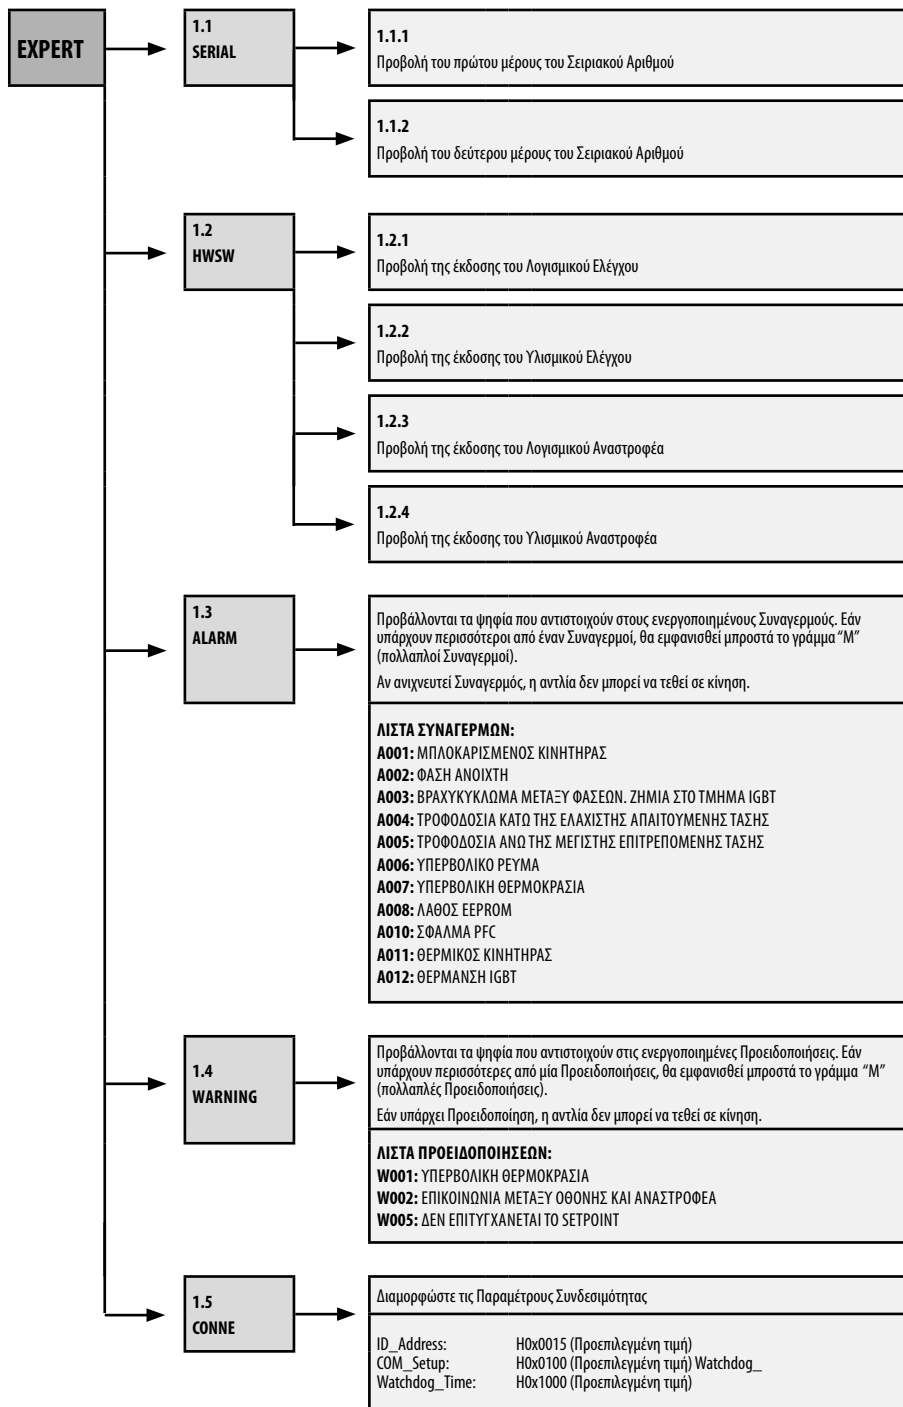 EXPERT
1.1
SERIAL
1.1.1
Προβολή του πρώτου μέρους του Σειριακού Αριθμού
1.1.2
Προβολή του δεύτερου μέρους του Σειριακού Αριθμού
1.2
HWSW
1.2.1
Προβολή της έκδοσης του Λογισμικού Ελέγχου
1.2.2
Προβολή της έκδοσης του Υλισμικού Ελέγχου
1.2.3
Προβολή της έκδοσης του Λογισμικού Αναστροφέα
1.2.4
Προβολή της έκδοσης του Υλισμικού Αναστροφέα
1.3
ALARM
Προβάλλονται τα ψηφία που αντιστοιχούν στους ενεργοποιημένους Συναγερμούς. Εάν
υπάρχουν περισσότεροι από έναν Συναγερμοί, θα εμφανισθεί μπροστά το γράμμα “M”
(πολλαπλοί Συναγερμοί).
Αν ανιχνευτεί Συναγερμός, η αντλία δεν μπορεί να τεθεί σε κίνηση.
ΛΙΣΤΑ ΣΥΝΑΓΕΡΜΩΝ:
A001: ΜΠΛΟΚΑΡΙΣΜΕΝΟΣ ΚΙΝΗΤΗΡΑΣ
A002: ΦΑΣΗ ΑΝΟΙΧΤΗ
A003: ΒΡΑΧΥΚΥΚΛΩΜΑ ΜΕΤΑΞΥ ΦΑΣΕΩΝ. ΖΗΜΙΑ ΣΤΟ ΤΜΗΜΑ IGBT
A004: ΤΡΟΦΟΔΟΣΙΑ ΚΑΤΩ ΤΗΣ ΕΛΑΧΙΣΤΗΣ ΑΠΑΙΤΟΥΜΕΝΗΣ ΤΑΣΗΣ
A005: ΤΡΟΦΟΔΟΣΙΑ ΑΝΩ ΤΗΣ ΜΕΓΙΣΤΗΣ ΕΠΙΤΡΕΠΟΜΕΝΗΣ ΤΑΣΗΣ
A006: ΥΠΕΡΒΟΛΙΚΟ ΡΕΥΜΑ
A007: ΥΠΕΡΒΟΛΙΚΗ ΘΕΡΜΟΚΡΑΣΙΑ
A008: ΛΑΘΟΣ EEPROM
A010: ΣΦΑΛΜΑ PFC
A011: ΘΕΡΜΙΚΟΣ ΚΙΝΗΤΗΡΑΣ
A012: ΘΕΡΜΑΝΣΗ IGBT
1.4
WARNING
Προβάλλονται τα ψηφία που αντιστοιχούν στις ενεργοποιημένες Προειδοποιήσεις. Εάν
υπάρχουν περισσότερες από μία Προειδοποιήσεις, θα εμφανισθεί μπροστά το γράμμα “M”
(πολλαπλές Προειδοποιήσεις).
Εάν υπάρχει Προειδοποίηση, η αντλία δεν μπορεί να τεθεί σε κίνηση.
ΛΙΣΤΑ ΠΡΟΕΙΔΟΠΟΙΗΣΕΩΝ:
W001: ΥΠΕΡΒΟΛΙΚΗ ΘΕΡΜΟΚΡΑΣΙΑ
W002: ΕΠΙΚΟΙΝΩΝΙΑ ΜΕΤΑΞΥ ΟΘΟΝΗΣ ΚΑΙ ΑΝΑΣΤΡΟΦΕΑ
W005: ΔΕΝ ΕΠΙΤΥΓΧΑΝΕΤΑΙ ΤΟ SETPOINT
1.5
CONNE
Διαμορφώστε τις Παραμέτρους Συνδεσιμότητας
ID_Address: H0x0015 (Προεπιλεγμένη τιμή)
COM_Setup: H0x0100 (Προεπιλεγμένη τιμή) Watchdog_
Watchdog_Time: H0x1000 (Προεπιλεγμένη τιμή)